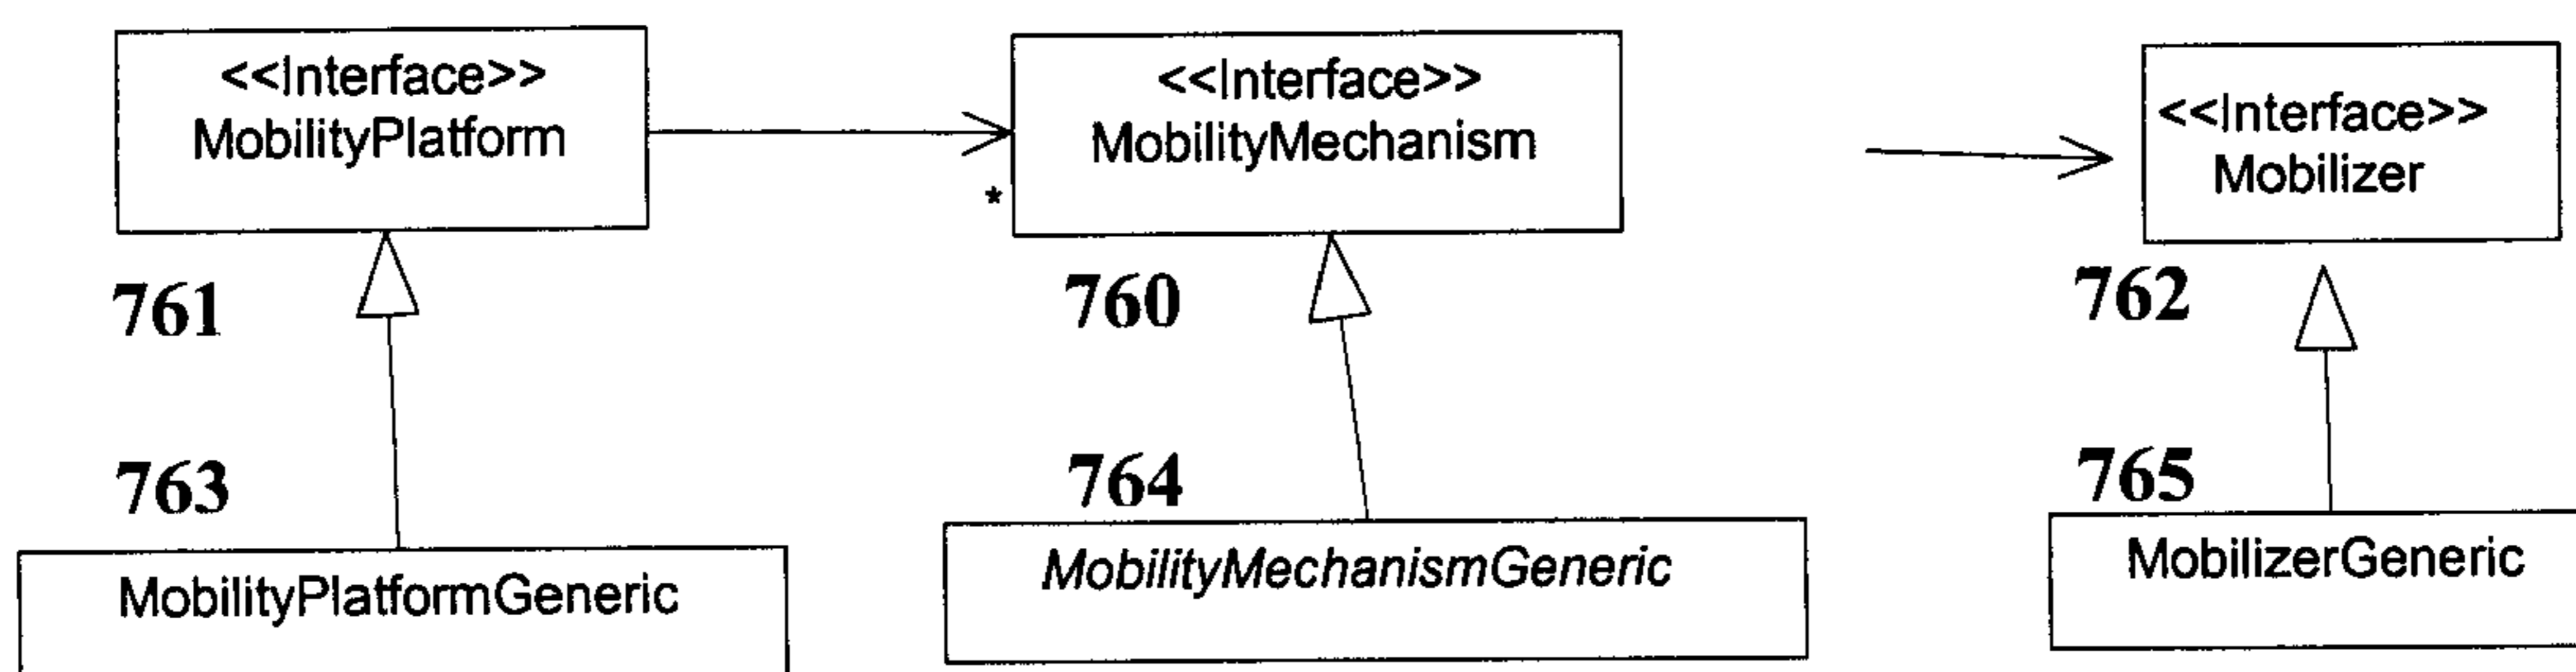 <<Interface>>
MobilityPlatform
<<Interface>>
MobilityMechanism
*
<<Interface>>
Mobilizer
761
760
762
763
764
765
MobilityPlatformGeneric
MobilityMechanismGeneric
MobilizerGeneric